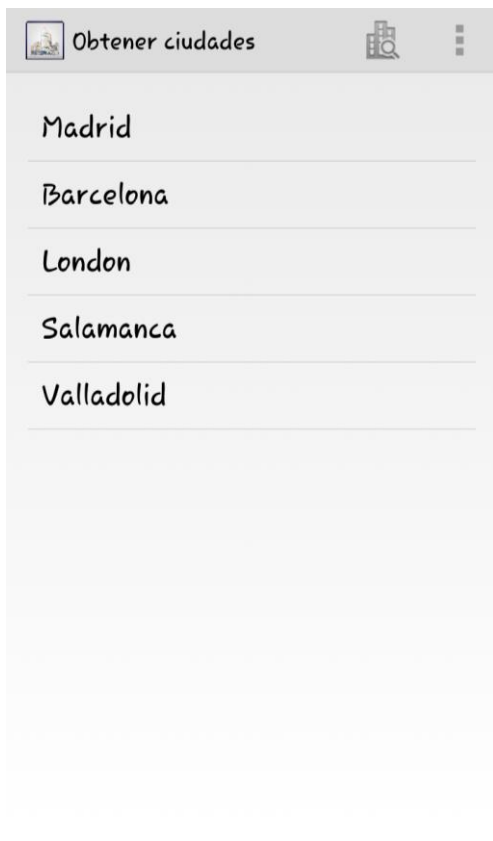 Obtener ciudades
Madrid
Barcelona
London
Salamanca
Valladolid